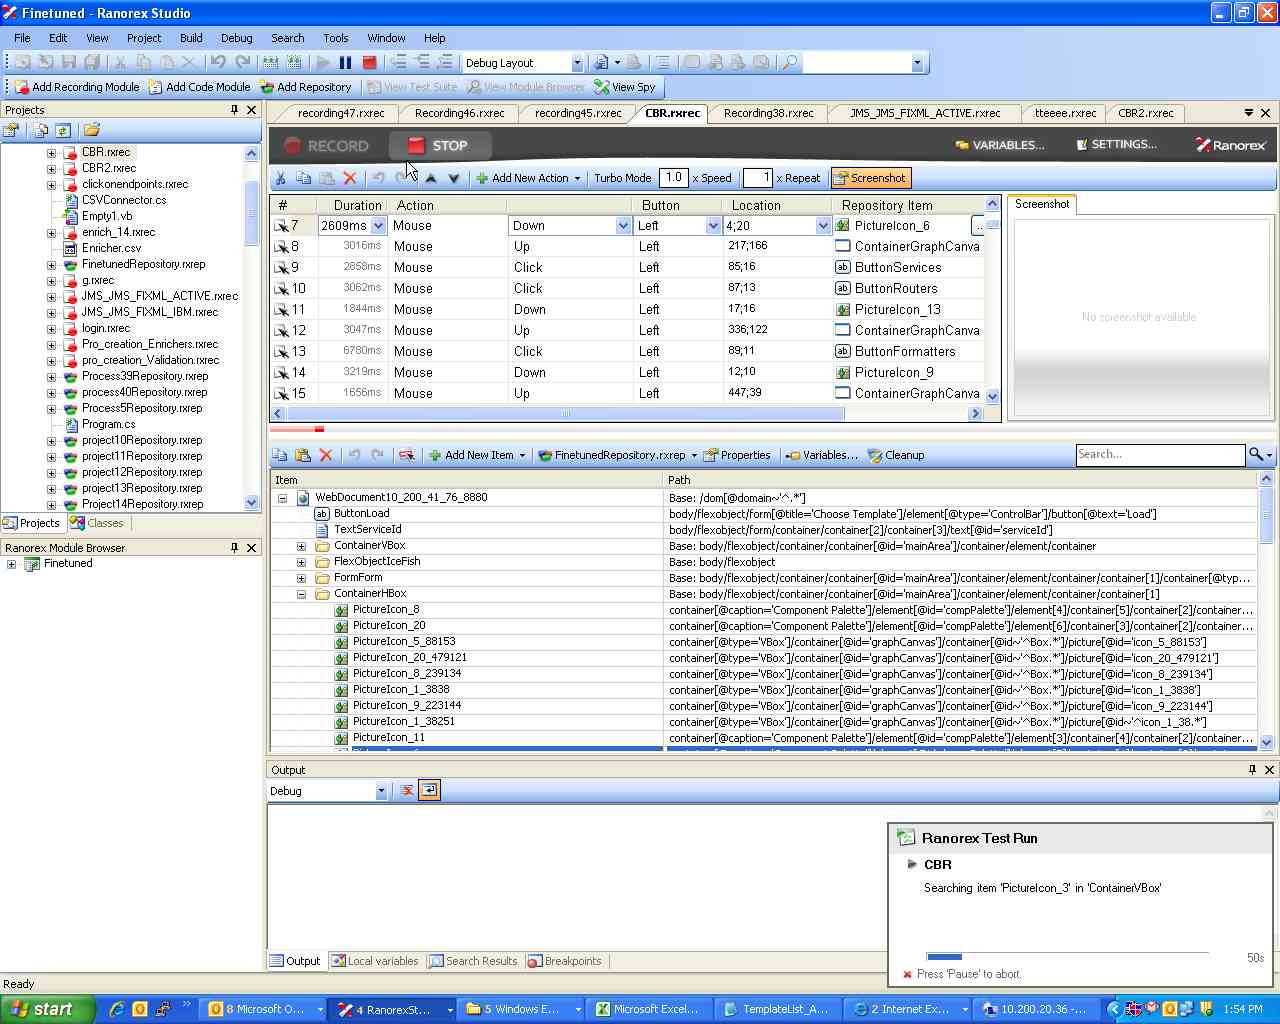 Finetuned - Ranorex Studio
File Edit View Project Build Debug Search Tools Window Help
Debug Layout
Add Recording Module Add Code Module Add Repository View Test Suite View Module Browser View Spy
Projects
CBR.rxrec
CBR2.rxrec
clickonendpoints.rxrec
CSVConnector.cs
Empty1.vb
enrich_14.rxrec
Enricher.csv
FinetunedRepository.rxrep
g.rxrec
JMS_JMS_FIXML_ACTIVE.rxrec
JMS_JMS_FIXML_IBM.rxrec
login.rxrec
Pro_creation_Enrichers.rxrec
pro_creation_Validation.rxrec
Process39Repository.rxrep
process40Repository.rxrep
Process5Repository.rxrep
Program.cs
project10Repository.rxrep
project11Repository.rxrep
project12Repository.rxrep
project13Repository.rxrep
Project14Repository.rxrep
Projects Classes
Ranorex Module Browser
Finetuned
recording47.rxrec Recording46.rxrec recording45.rxrec CBR.rxrec Recording38.rxrec JMS_JMS_FIXML_ACTIVE.rxrec tteeee.rxrec CBR2.rxrec
RECORD STOP VARIABLES... SETTINGS... Ranorex
Add New Action Turbo Mode 1.0 x Speed 1 x Repeat Screenshot
# Duration Action Button Location Repository Item
7 2609ms Mouse Down Left 4;20 PictureIcon_6 ...
8 3016ms Mouse Up Left 217;166 ContainerGraphCanva
9 2858ms Mouse Click Left 85;16 ButtonServices
10 3062ms Mouse Click Left 87;13 ButtonRouters
11 1844ms Mouse Down Left 17;16 PictureIcon_13
12 3047ms Mouse Up Left 336;122 ContainerGraphCanva
13 6780ms Mouse Click Left 89;11 ButtonFormatters
14 3219ms Mouse Down Left 12;10 PictureIcon_9
15 1656ms Mouse Up Left 447;39 ContainerGraphCanva
Screenshot
No screenshot available
Add New Item FinetunedRepository.rxrep Properties Variables... Cleanup Search...
Item Path
WebDocument10_200_41_76_8880 Base: /dom[@domain~'^.*']
ButtonLoad body/flexobject/form[@title='Choose Template']/element[@type='ControlBar']/button[@text='Load']
TextServiceId body/flexobject/form/container/container[2]/container[3]/text[@id='serviceId']
ContainerVBox Base: body/flexobject/container/container[@id='mainArea']/container/element/container
FlexObjectIceFish Base: body/flexobject
FormForm Base: body/flexobject/container/container[@id='mainArea']/container/element/container/container[1]/container[@typ...
ContainerHBox Base: body/flexobject/container/container[@id='mainArea']/container/element/container/container[1]
PictureIcon_8 container[@caption='Component Palette']/element[@id='compPalette']/element[4]/container[5]/container[2]/container...
PictureIcon_20 container[@caption='Component Palette']/element[@id='compPalette']/element[6]/container[3]/container[2]/container...
PictureIcon_5_88153 container[@type='VBox']/container[@id='graphCanvas']/container[@id~'^Box.*']/picture[@id='icon_5_88153']
PictureIcon_20_479121 container[@type='VBox']/container[@id='graphCanvas']/container[@id~'^Box.*']/picture[@id='icon_20_479121']
PictureIcon_8_239134 container[@type='VBox']/container[@id='graphCanvas']/container[@id~'^Box.*']/picture[@id='icon_8_239134']
PictureIcon_1_3838 container[@type='VBox']/container[@id='graphCanvas']/container[@id~'^Box.*']/picture[@id='icon_1_3838']
PictureIcon_9_223144 container[@type='VBox']/container[@id='graphCanvas']/container[@id~'^Box.*']/picture[@id='icon_9_223144']
PictureIcon_1_38251 container[@type='VBox']/container[@id='graphCanvas']/container[@id~'^Box.*']/picture[@id~'^icon_1_38.*']
PictureIcon_11 container[@caption='Component Palette']/element[@id='compPalette']/element[3]/container[4]/container[2]/container...
Output
Debug
Output Local variables Search Results Breakpoints
Ranorex Test Run
CBR
Searching item 'PictureIcon_3' in 'ContainerVBox'
50s
Press 'Pause' to abort.
Ready
start 8 Microsoft O... 4 RanorexSt... 5 Windows E... Microsoft Excel... TemplateList_A... 2 Internet Ex... 10.200.20.36 -... 1:54 PM